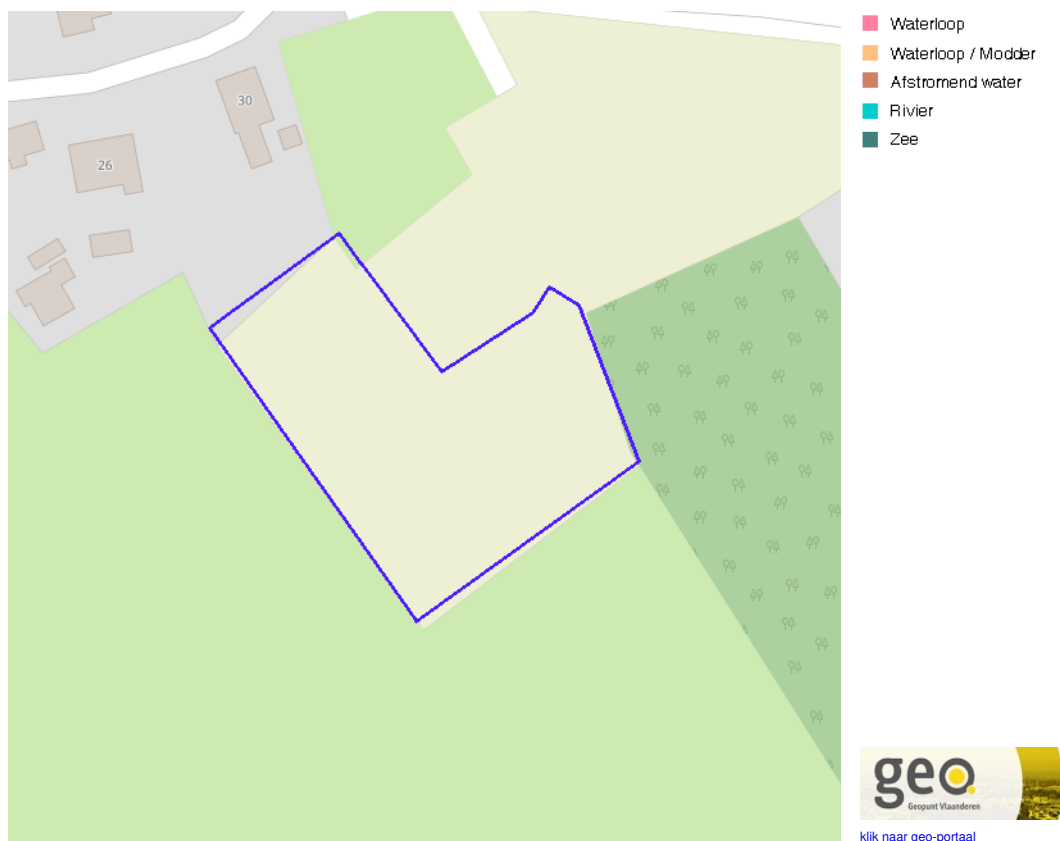 30
26
Waterloop
Waterloop / Modder
Afstromend water
Rivier
Zee
geo
Geopunt Vlaanderen
klik naar geo-portaal